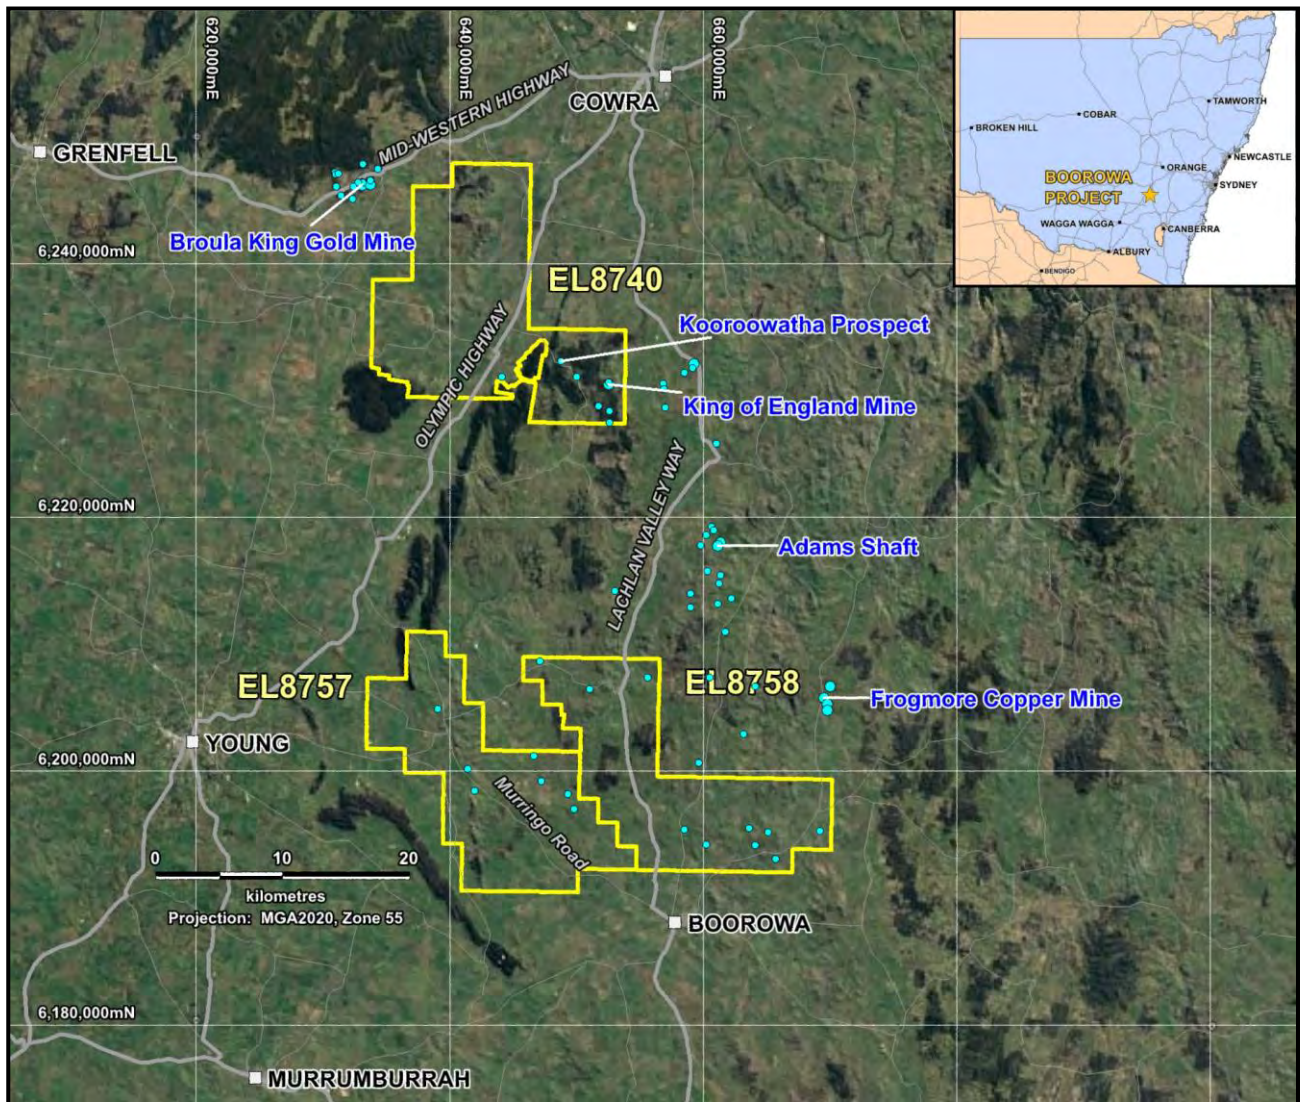 620,000mE
640,000mE
660,000mE
COWRA
MID-WESTERN HIGHWAY
GRENFELL
Broula King Gold Mine
6,240,000mN
EL8740
Kooroowatha Prospect
OLYMPIC HIGHWAY
King of England Mine
LACHLAN VALLEY WAY
6,220,000mN
Adams Shaft
EL8757
EL8758
Frogmore Copper Mine
YOUNG
6,200,000mN
Murringo Road
0 10 20
kilometres
Projection: MGA2020, Zone 55
BOOROWA
6,180,000mN
MURRUMBURRAH
TAMWORTH
COBAR
BROKEN HILL
NEWCASTLE
ORANGE
BOOROWA
PROJECT
SYDNEY
WAGGA WAGGA
CANBERRA
ALBURY
BENDIGO